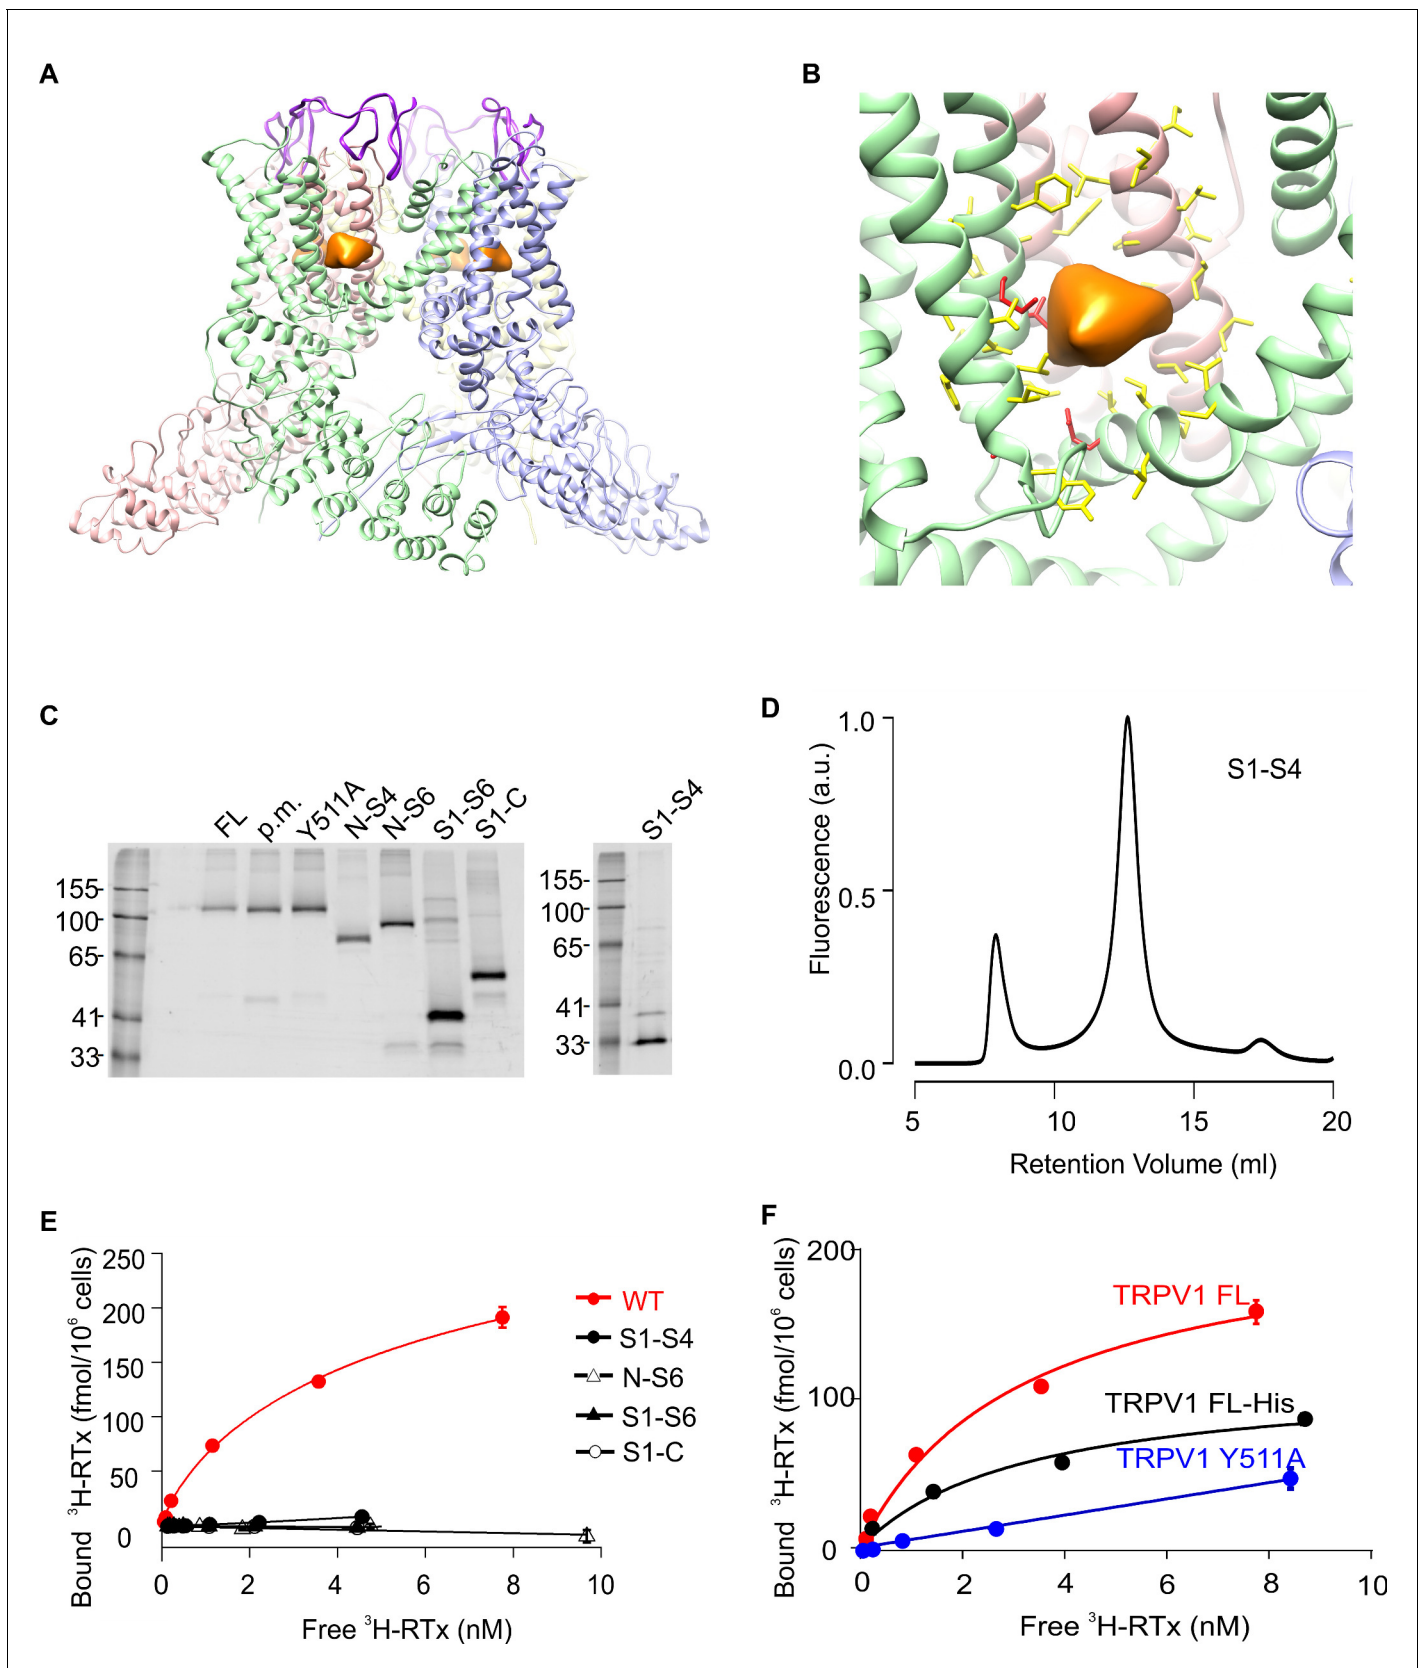 A
B
C
FL
p.m.
Y511A
N-S4
N-S6
S1-S6
S1-C
155-
100-
65-
41-
33-
S1-S4
155-
100-
65-
41-
33-
D
Fluorescence (a.u.)
1.0
0.5
0.0
S1-S4
5
10
15
20
Retention Volume (ml)
E
Bound ³H-RTx (fmol/10⁶ cells)
250
200
150
100
50
0
WT
S1-S4
N-S6
S1-S6
S1-C
0
2
4
6
8
10
Free ³H-RTx (nM)
F
Bound ³H-RTx (fmol/10⁶ cells)
200
100
0
TRPV1 FL
TRPV1 FL-His
TRPV1 Y511A
0
2
4
6
8
10
Free ³H-RTx (nM)